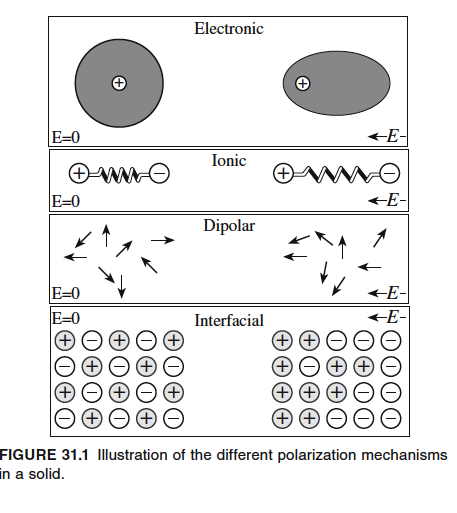 Electronic
E=0
E
Ionic
E=0
E
Dipolar
E=0
E
E=0
Interfacial
E
FIGURE 31.1 Illustration of the different polarization mechanisms
in a solid.